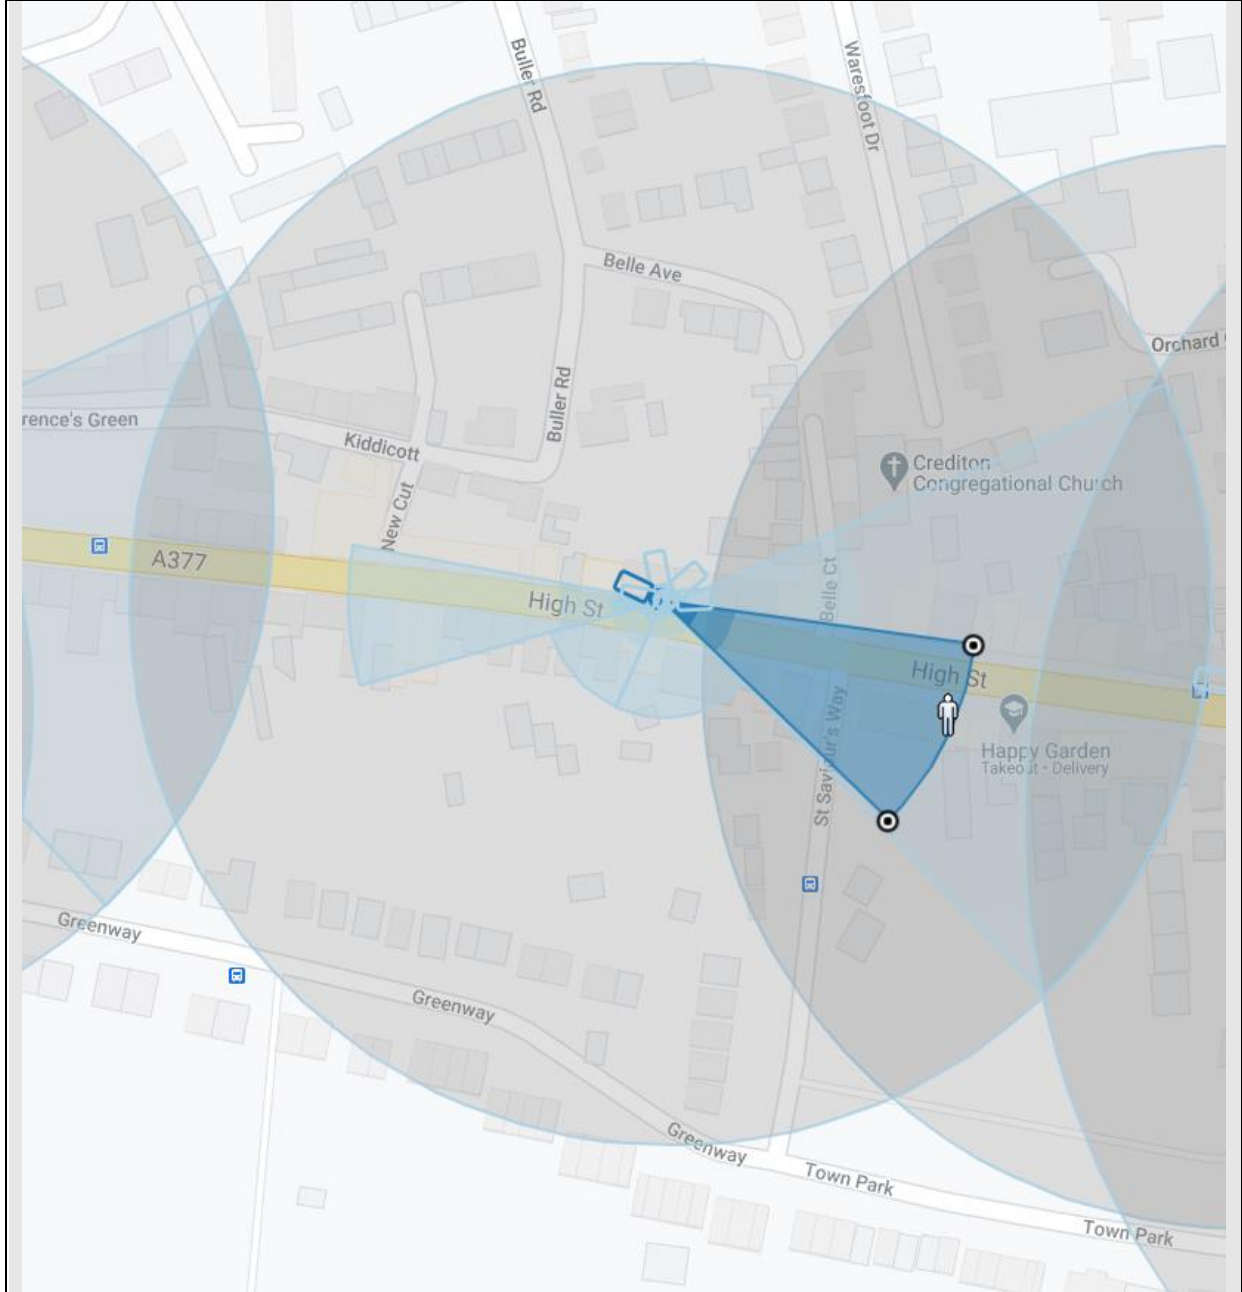 Buller Rd
Waresfoot Dr
Belle Ave
Orchard
rence's Green
Buller Rd
Kiddicott
Crediton
Congregational Church
New Cut
A377
High St
Belle Ct
High St
St Saviour's Way
Happy Garden
Takeout • Delivery
Greenway
Greenway
Greenway
Town Park
Town Park